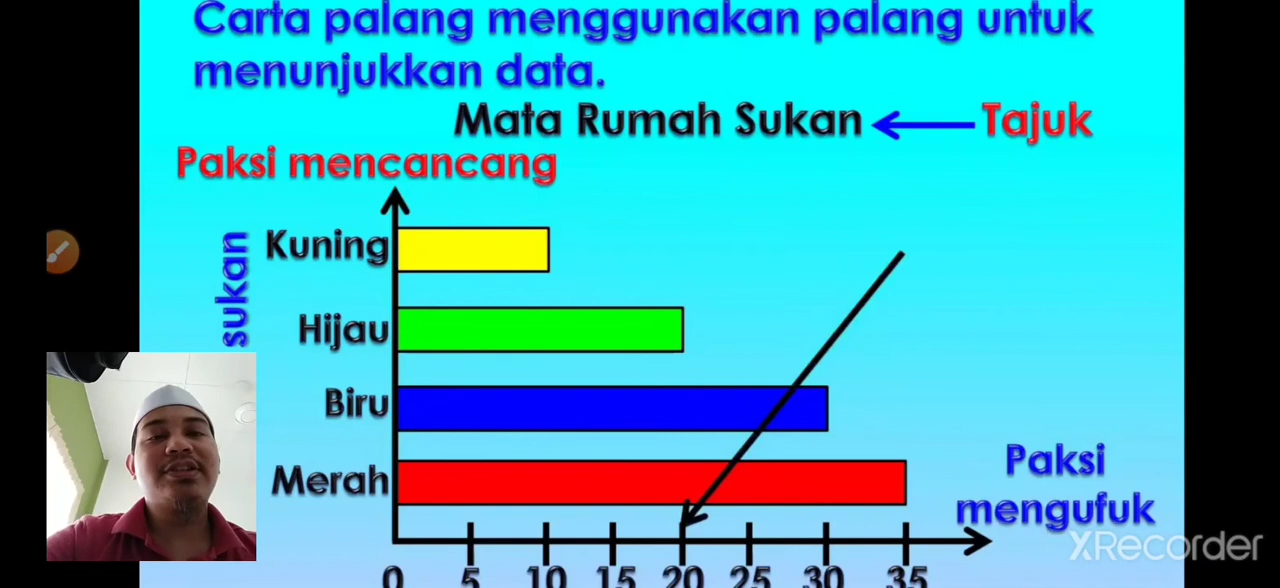 Carta palang menggunakan palang untuk
menunjukkan data.
Mata Rumah Sukan
Tajuk
Paksi mencancang
sukan
Kuning
Hijau
Biru
Merah
Paksi
mengufuk
0 5 10 15 20 25 30 35
XRecorder